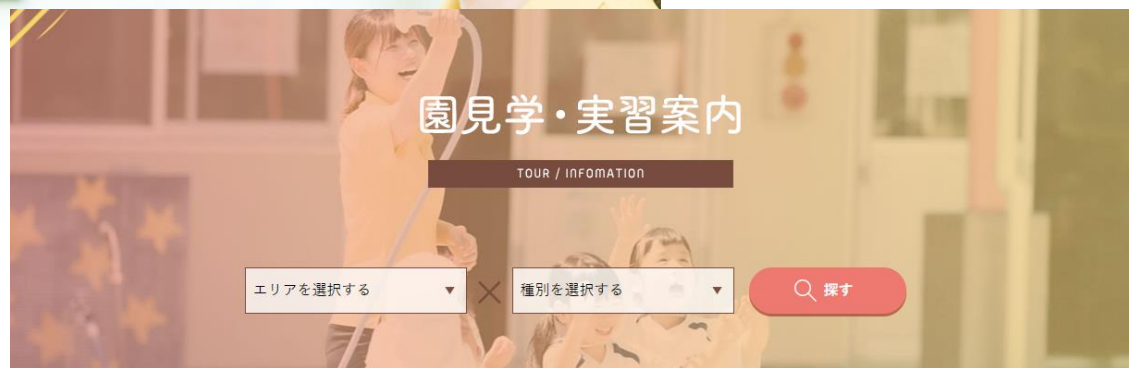 園見学・実習案内
TOUR / INFOMATION
エリアを選択する ▼ × 種別を選択する ▼ 探す